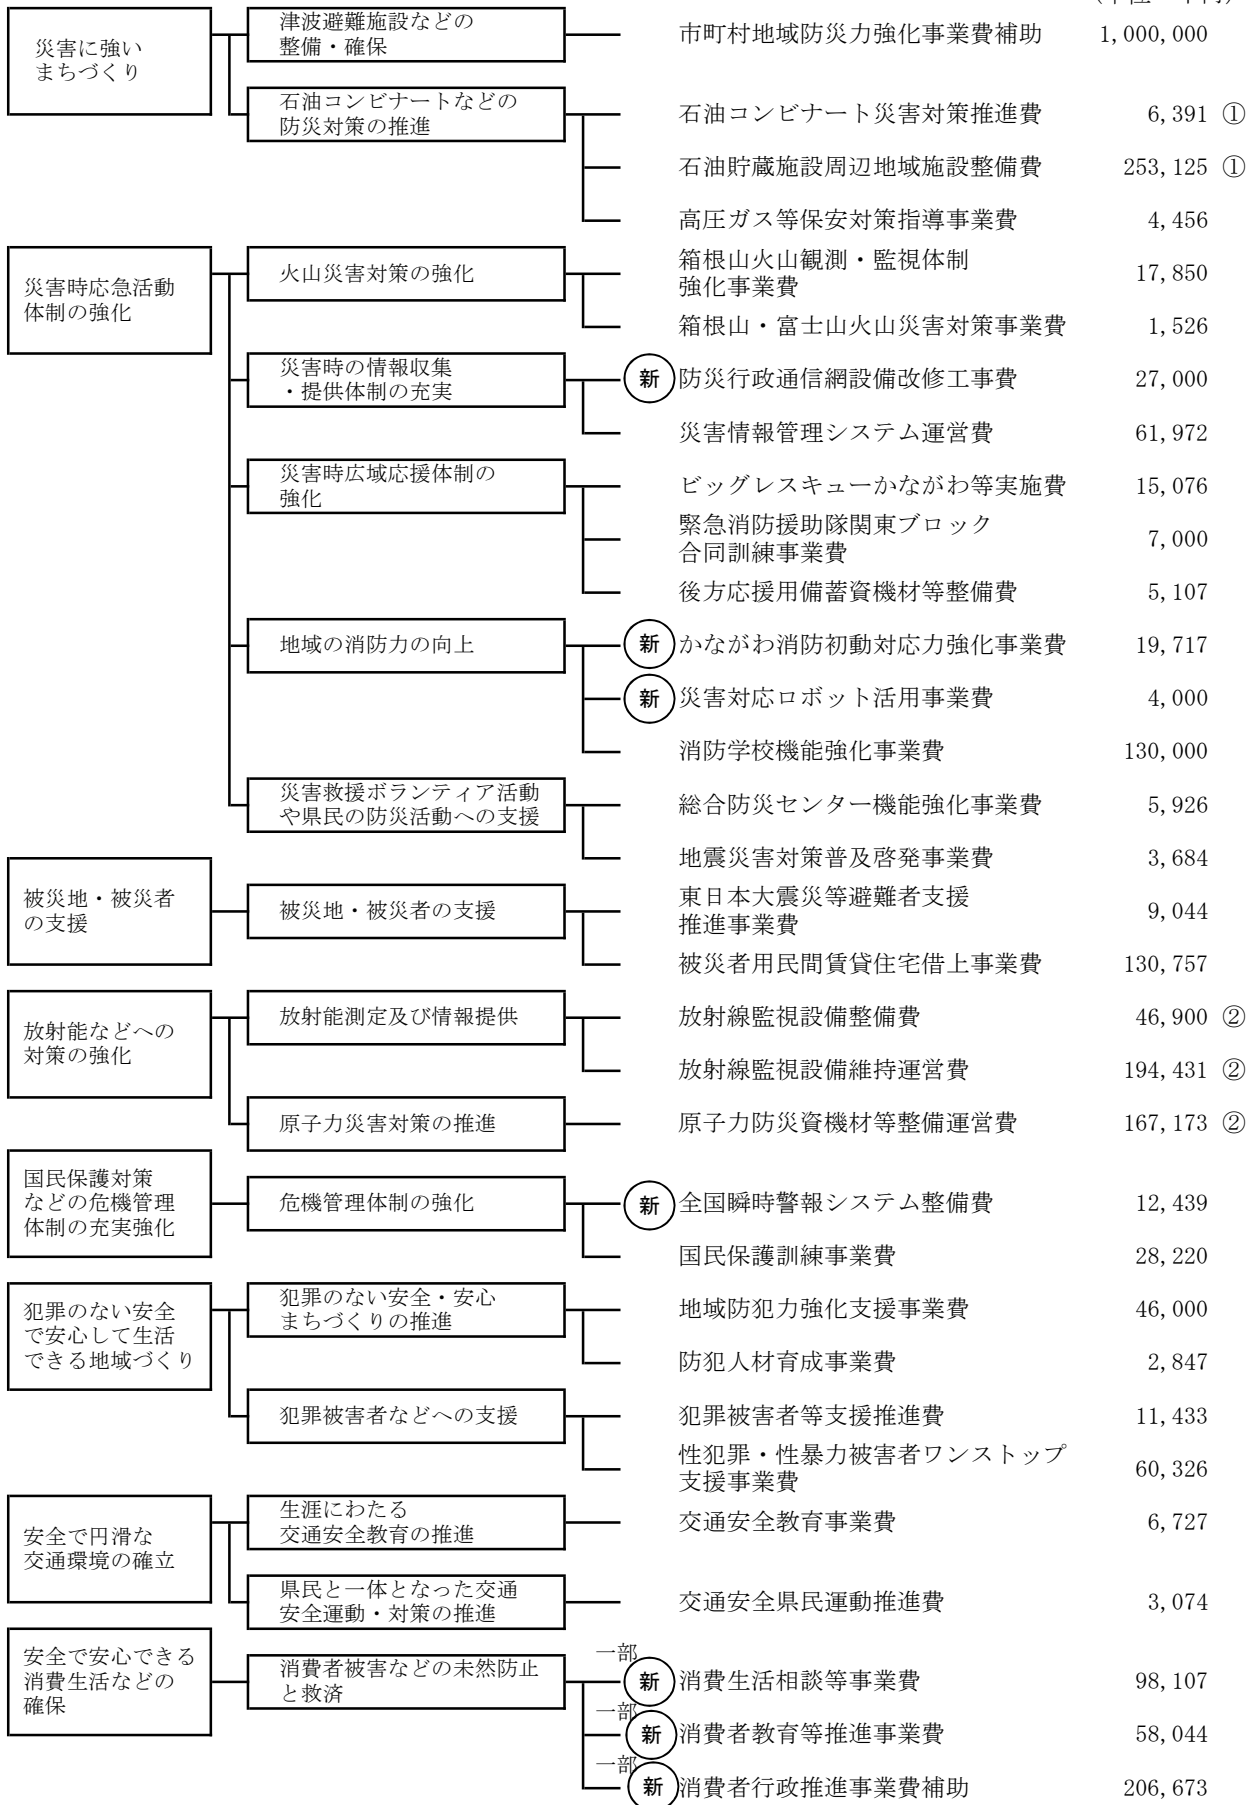 災害に強い
まちづくり
津波避難施設などの
整備・確保
市町村地域防災力強化事業費補助 1,000,000
石油コンビナートなどの
防災対策の推進
石油コンビナート災害対策推進費 6,391 ①
石油貯蔵施設周辺地域施設整備費 253,125 ①
高圧ガス等保安対策指導事業費 4,456
災害時応急活動
体制の強化
火山災害対策の強化
箱根山火山観測・監視体制
強化事業費 17,850
箱根山・富士山火山災害対策事業費 1,526
災害時の情報収集
・提供体制の充実
新 防災行政通信網設備改修工事費 27,000
災害情報管理システム運営費 61,972
災害時広域応援体制の
強化
ビッグレスキューかながわ等実施費 15,076
緊急消防援助隊関東ブロック
合同訓練事業費 7,000
後方応援用備蓄資機材等整備費 5,107
地域の消防力の向上
新 かながわ消防初動対応力強化事業費 19,717
新 災害対応ロボット活用事業費 4,000
消防学校機能強化事業費 130,000
災害救援ボランティア活動
や県民の防災活動への支援
総合防災センター機能強化事業費 5,926
地震災害対策普及啓発事業費 3,684
被災地・被災者
の支援
被災地・被災者の支援
東日本大震災等避難者支援
推進事業費 9,044
被災者用民間賃貸住宅借上事業費 130,757
放射能などへの
対策の強化
放射能測定及び情報提供
放射線監視設備整備費 46,900 ②
放射線監視設備維持運営費 194,431 ②
原子力災害対策の推進
原子力防災資機材等整備運営費 167,173 ②
国民保護対策
などの危機管理
体制の充実強化
危機管理体制の強化
新 全国瞬時警報システム整備費 12,439
国民保護訓練事業費 28,220
犯罪のない安全
で安心して生活
できる地域づくり
犯罪のない安全・安心
まちづくりの推進
地域防犯力強化支援事業費 46,000
防犯人材育成事業費 2,847
犯罪被害者などへの支援
犯罪被害者等支援推進費 11,433
性犯罪・性暴力被害者ワンストップ
支援事業費 60,326
安全で円滑な
交通環境の確立
生涯にわたる
交通安全教育の推進
交通安全教育事業費 6,727
県民と一体となった交通
安全運動・対策の推進
交通安全県民運動推進費 3,074
安全で安心できる
消費生活などの
確保
消費者被害などの未然防止
と救済
一部
新 消費生活相談等事業費 98,107
一部
新 消費者教育等推進事業費 58,044
一部
新 消費者行政推進事業費補助 206,673